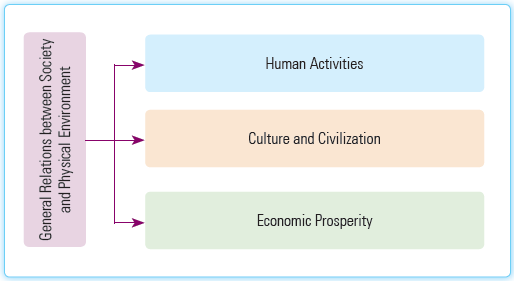 General Relations between Society
and Physical Environment
Human Activities
Culture and Civilization
Economic Prosperity